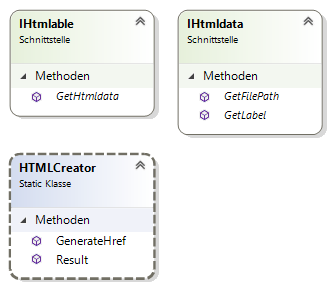 IHtmlable
Schnittstelle
Methoden
GetHtmldata
IHtmldata
Schnittstelle
Methoden
GetFilePath
GetLabel
HTMLCreator
Static Klasse
Methoden
GenerateHref
Result